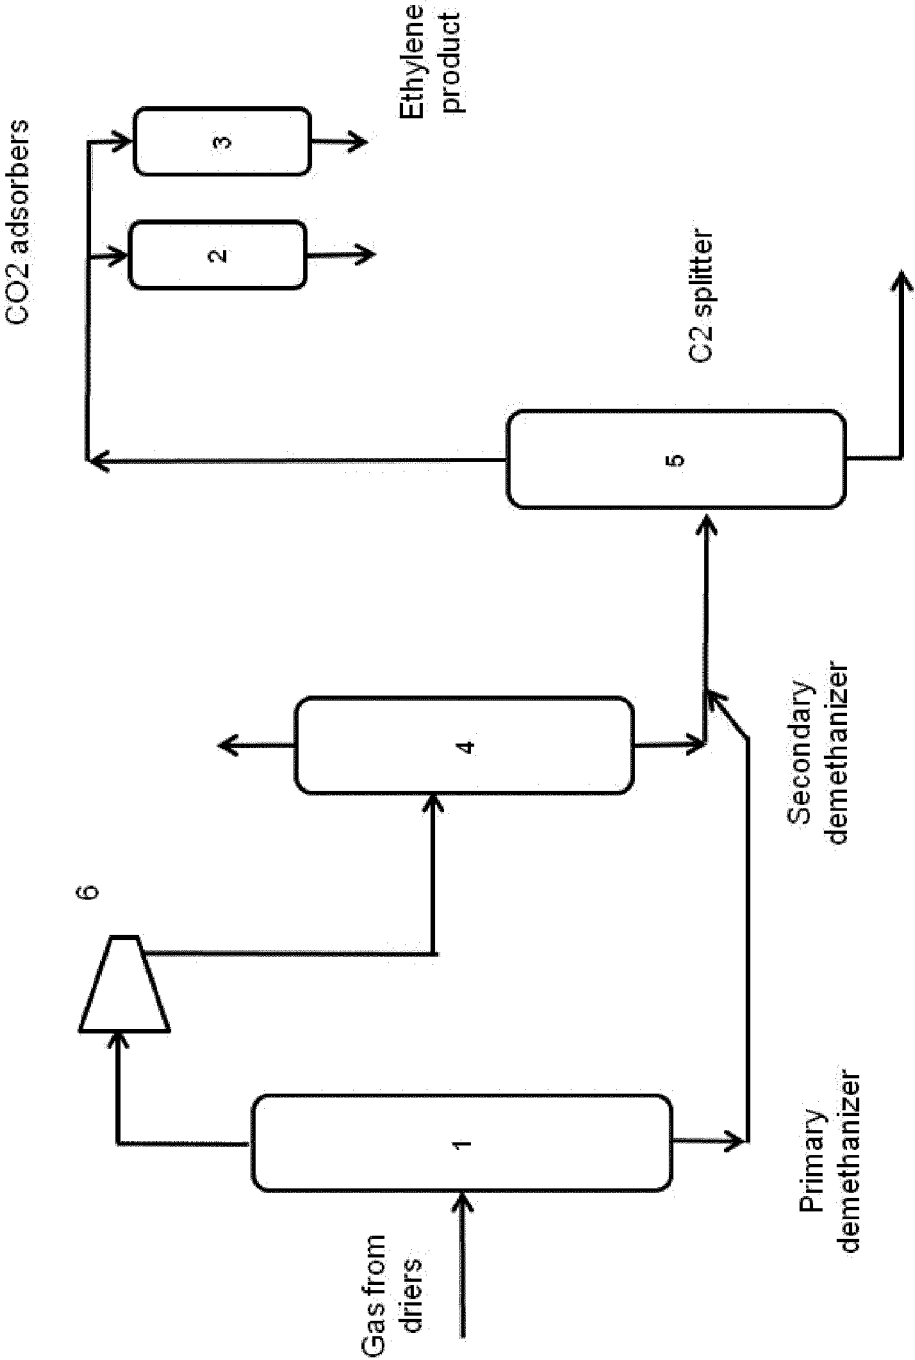 CO2 adsorbers
3
2
Ethylene
product
C2 splitter
5
4
Secondary
demethanizer
6
1
Primary
demethanizer
Gas from
driers